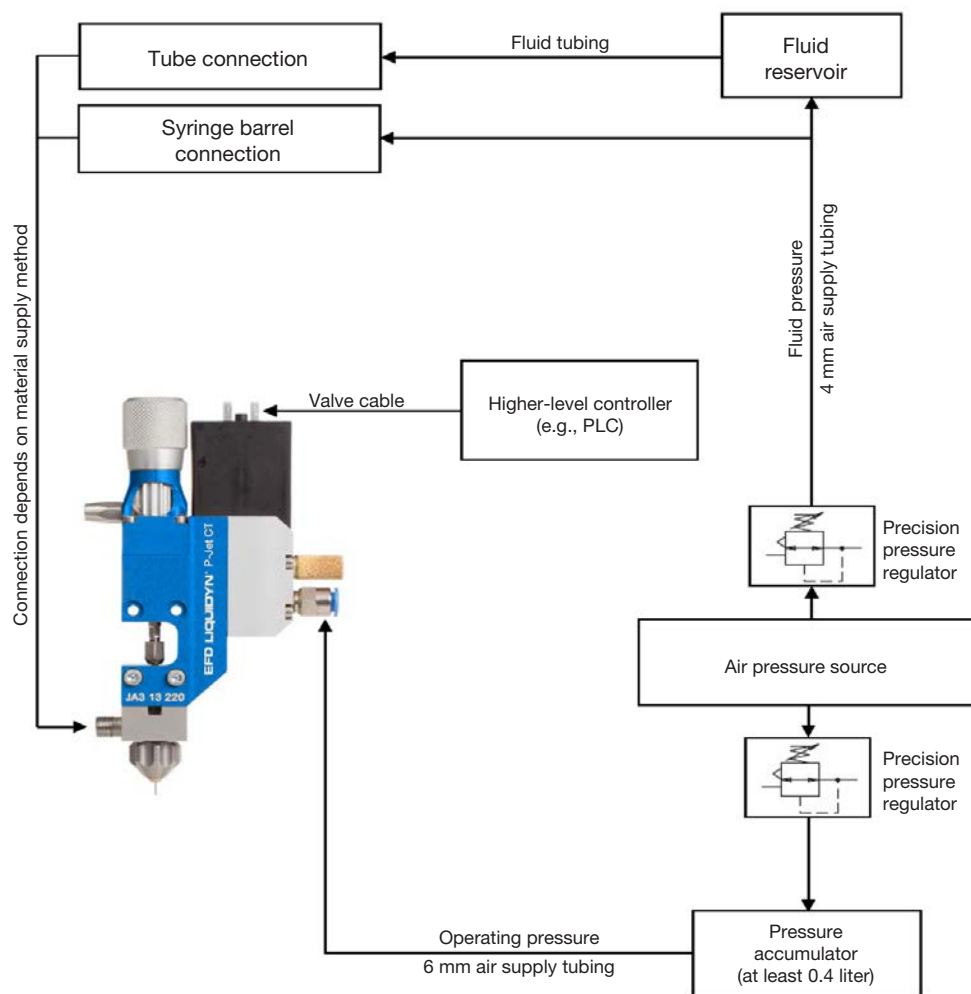 Tube connection
Fluid tubing
Fluid
reservoir
Syringe barrel
connection
Connection depends on material supply method
Fluid pressure
4 mm air supply tubing
Valve cable
Higher-level controller
(e.g., PLC)
EFD LIQUIDYN® P-Jet CT
JA3 13 220
Precision
pressure
regulator
Air pressure source
Precision
pressure
regulator
Operating pressure
6 mm air supply tubing
Pressure
accumulator
(at least 0.4 liter)